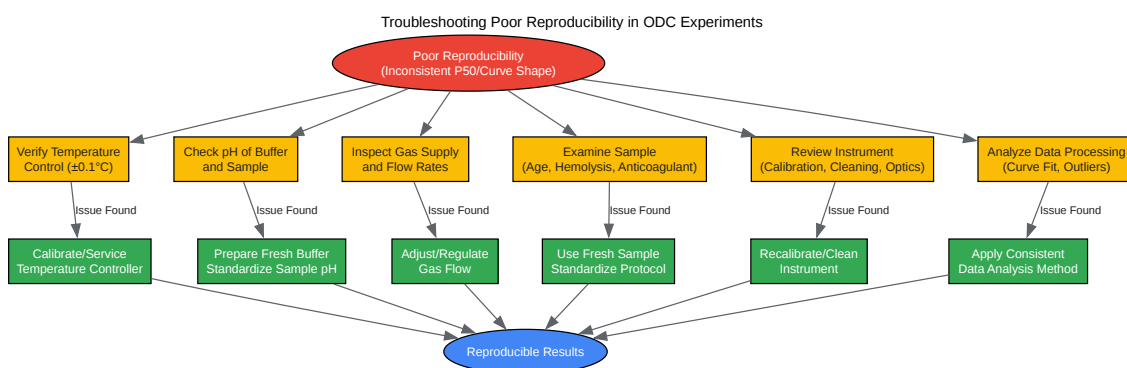 Troubleshooting Poor Reproducibility in ODC Experiments
Poor Reproducibility
(Inconsistent P50/Curve Shape)
Verify Temperature
Control (±0.1°C)
Check pH of Buffer
and Sample
Inspect Gas Supply
and Flow Rates
Examine Sample
(Age, Hemolysis, Anticoagulant)
Review Instrument
(Calibration, Cleaning, Optics)
Analyze Data Processing
(Curve Fit, Outliers)
Issue Found
Issue Found
Issue Found
Issue Found
Issue Found
Issue Found
Calibrate/Service
Temperature Controller
Prepare Fresh Buffer
Standardize Sample pH
Adjust/Regulate
Gas Flow
Use Fresh Sample
Standardize Protocol
Recalibrate/Clean
Instrument
Apply Consistent
Data Analysis Method
Reproducible Results